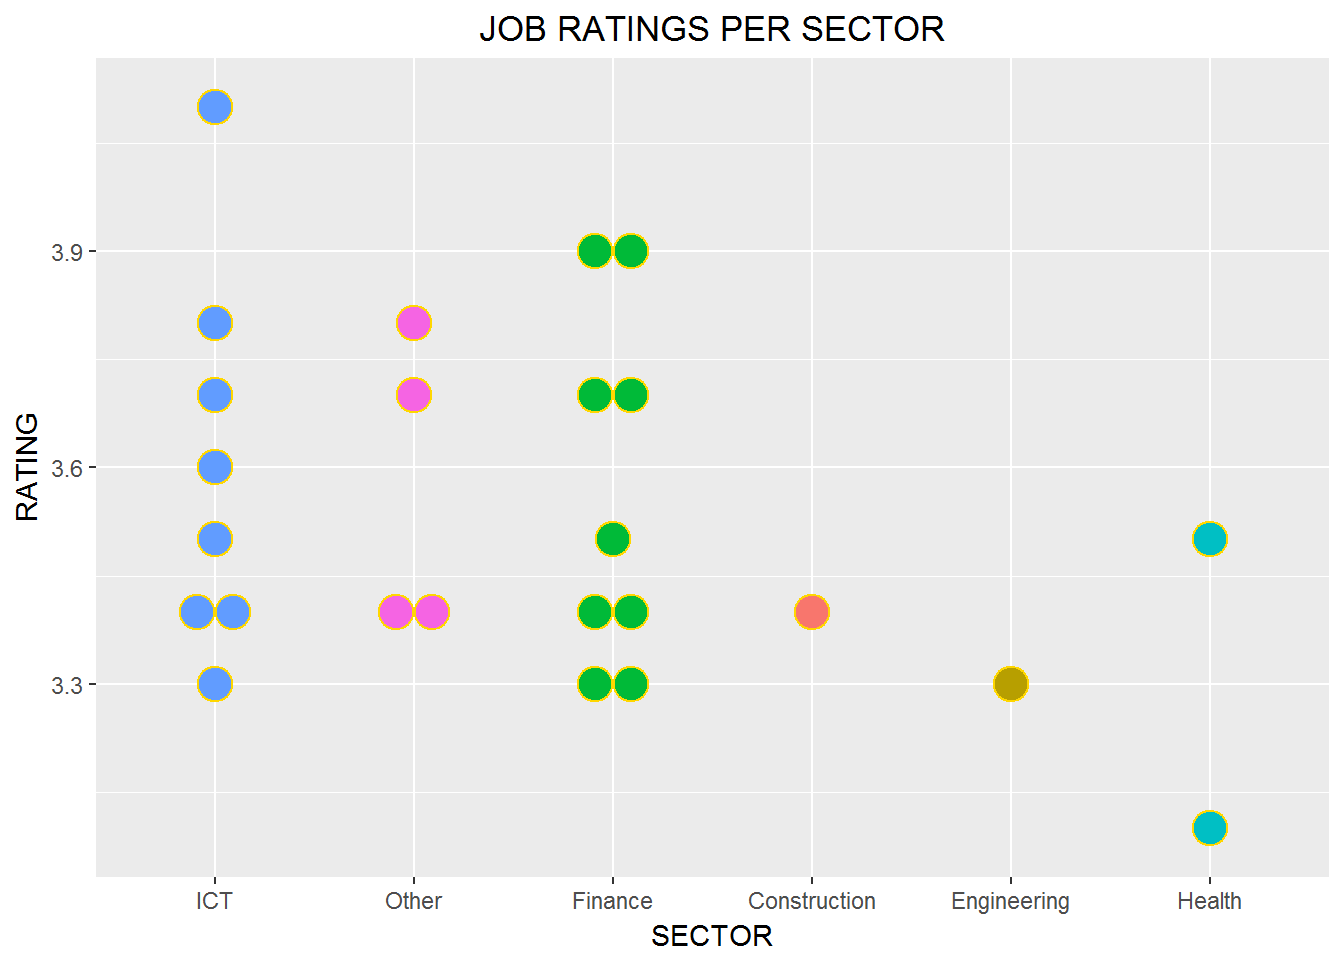 JOB RATINGS PER SECTOR
RATING
3.9
3.6
3.3
ICT Other Finance Construction Engineering Health
SECTOR